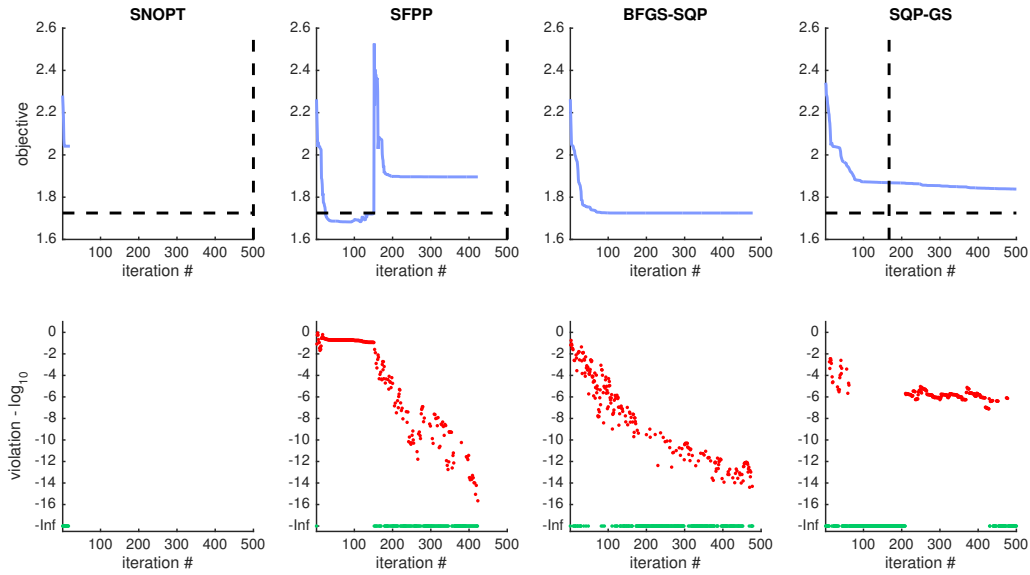 SNOPT SFPP BFGS-SQP SQP-GS
objective
2.6 2.6 2.6 2.6
2.4 2.4 2.4 2.4
2.2 2.2 2.2 2.2
2 2 2 2
1.8 1.8 1.8 1.8
1.6 1.6 1.6 1.6
100 200 300 400 500 100 200 300 400 500 100 200 300 400 500 100 200 300 400 500
iteration # iteration # iteration # iteration #
violation - log10
0 0 0 0
-2 -2 -2 -2
-4 -4 -4 -4
-6 -6 -6 -6
-8 -8 -8 -8
-10 -10 -10 -10
-12 -12 -12 -12
-14 -14 -14 -14
-16 -16 -16 -16
-Inf -Inf -Inf -Inf
100 200 300 400 500 100 200 300 400 500 100 200 300 400 500 100 200 300 400 500
iteration # iteration # iteration # iteration #